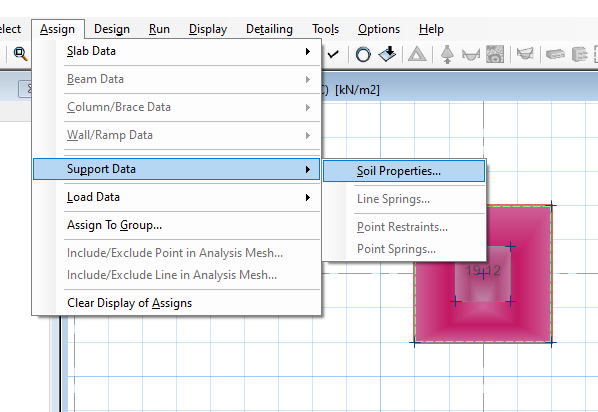 elect Assign Design Run Display Detailing Tools Options Help
Slab Data
Beam Data
C) [kN/m2]
Column/Brace Data
Wall/Ramp Data
Support Data
Soil Properties...
Load Data
Line Springs...
Assign To Group...
Point Restraints...
Include/Exclude Point in Analysis Mesh...
Point Springs...
Include/Exclude Line in Analysis Mesh...
19.12
Clear Display of Assigns